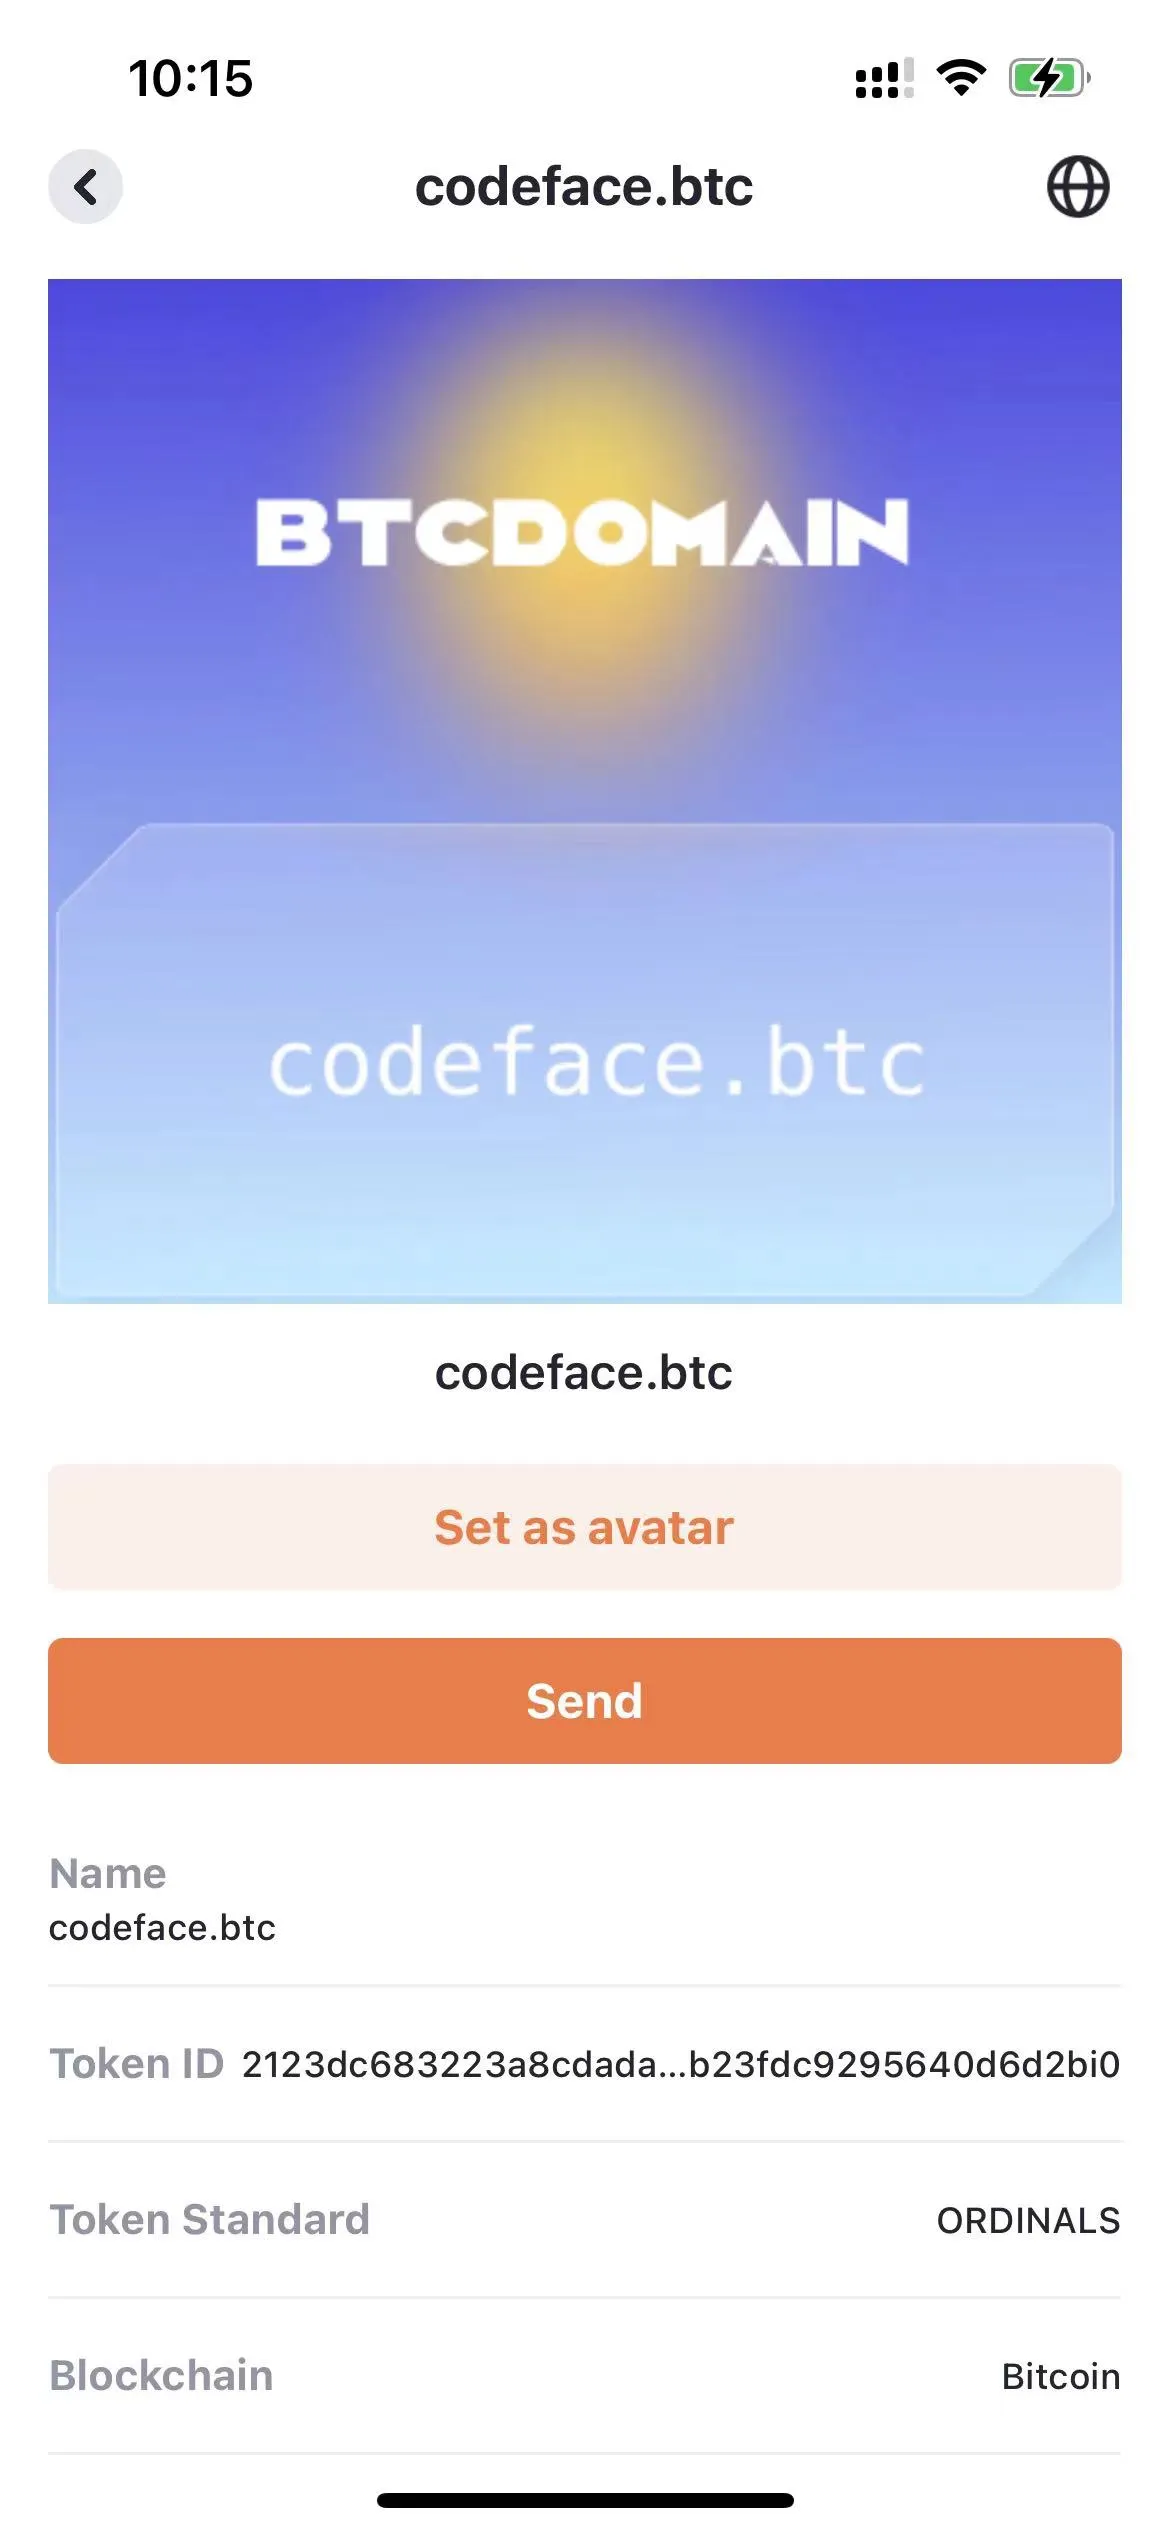 10:15
codeface.btc
BTCDOMAIN
codeface.btc
codeface.btc
Set as avatar
Send
Name
codeface.btc
Token ID 2123dc683223a8cdada...b23fdc9295640d6d2bi0
Token Standard ORDINALS
Blockchain Bitcoin